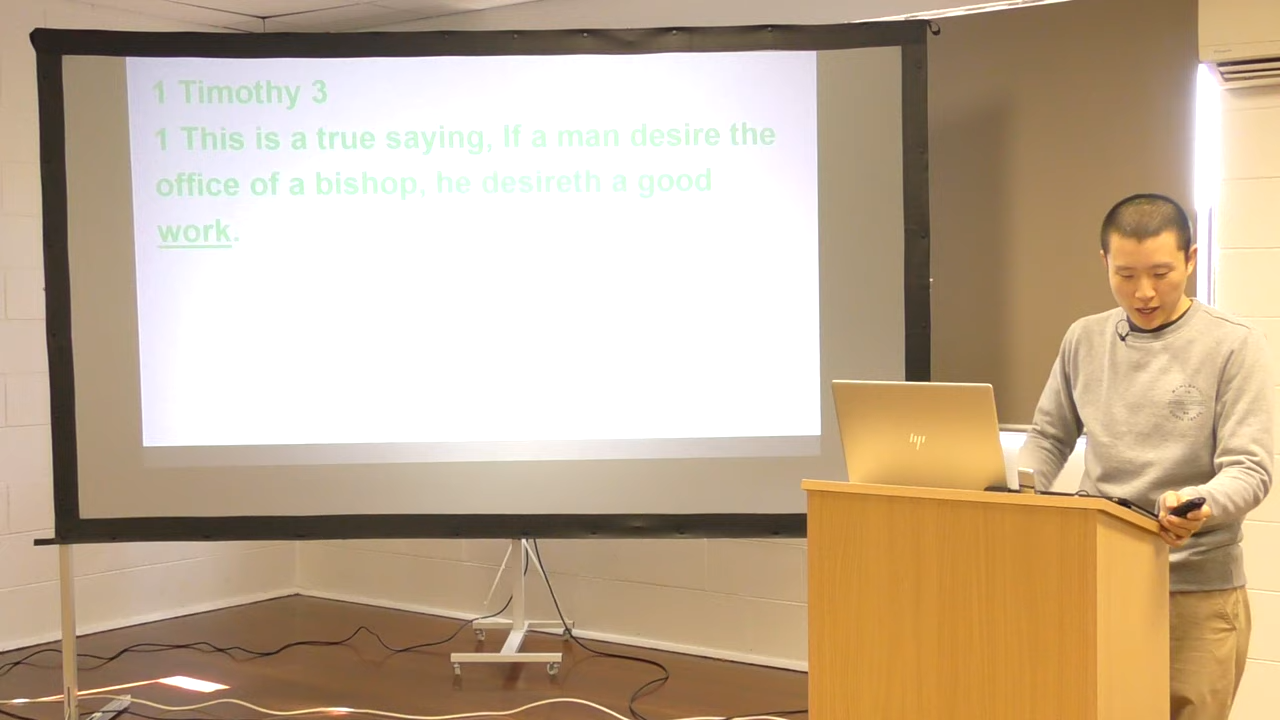 1 Timothy 3
1 This is a true saying, If a man desire the
office of a bishop, he desireth a good
work.
hp